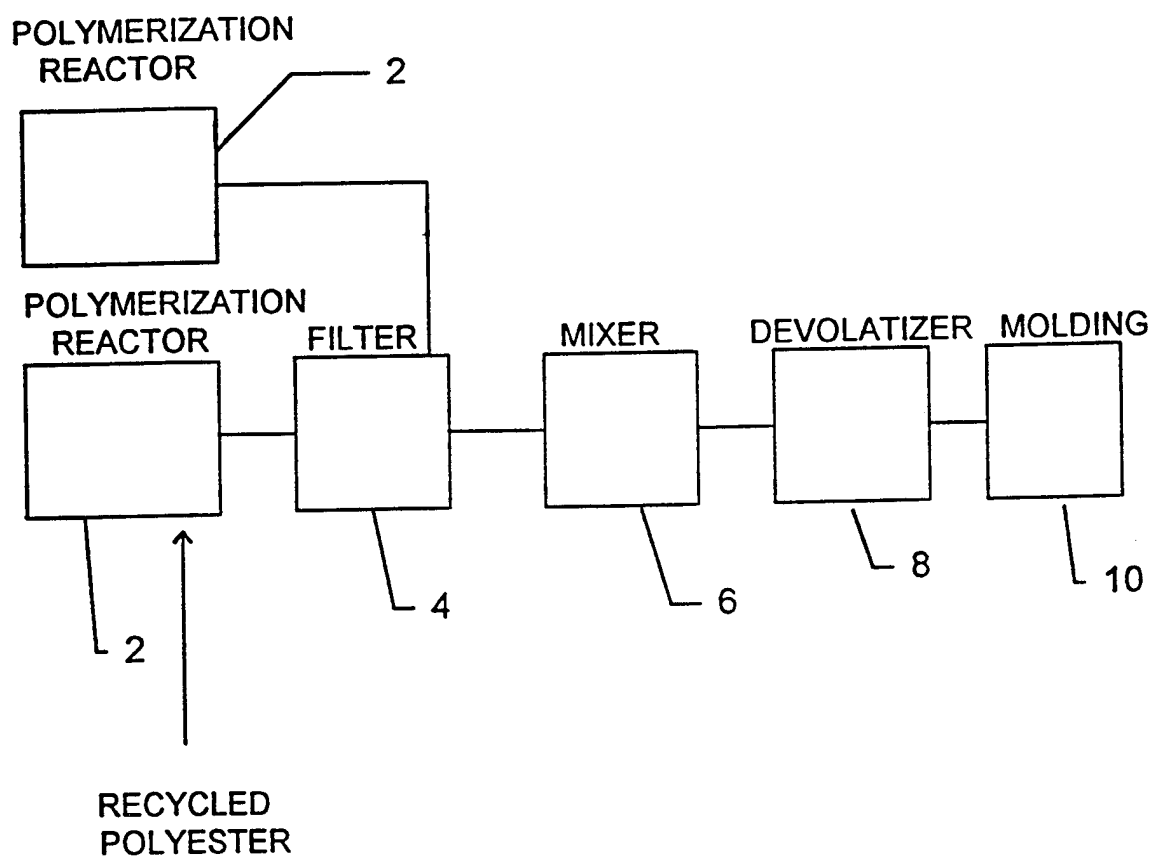 POLYMERIZATION
REACTOR
2
POLYMERIZATION
REACTOR
FILTER
MIXER
DEVOLATIZER
MOLDING
2
4
6
8
10
RECYCLED
POLYESTER